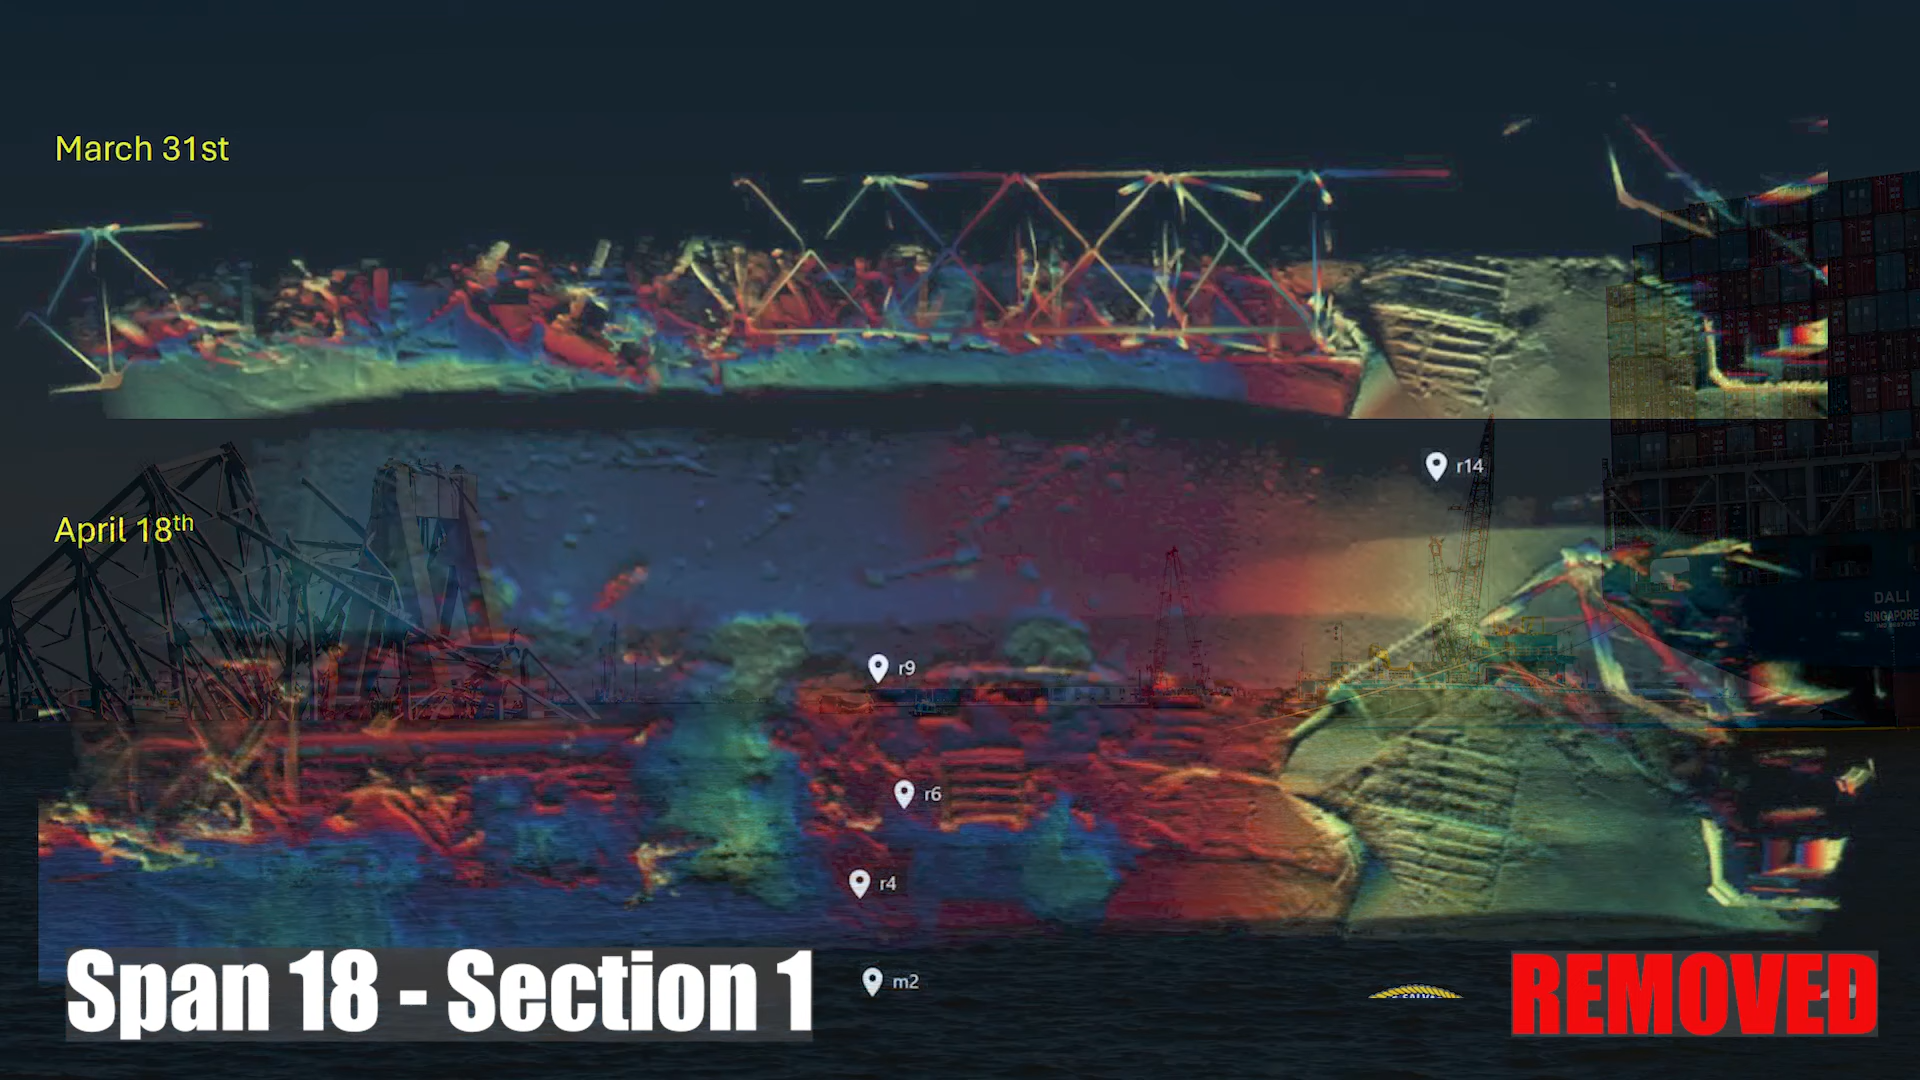 March 31st
r14
April 18th
DALI
SINGAPORE
r9
r6
r4
m2
Span 18 - Section 1
REMOVED